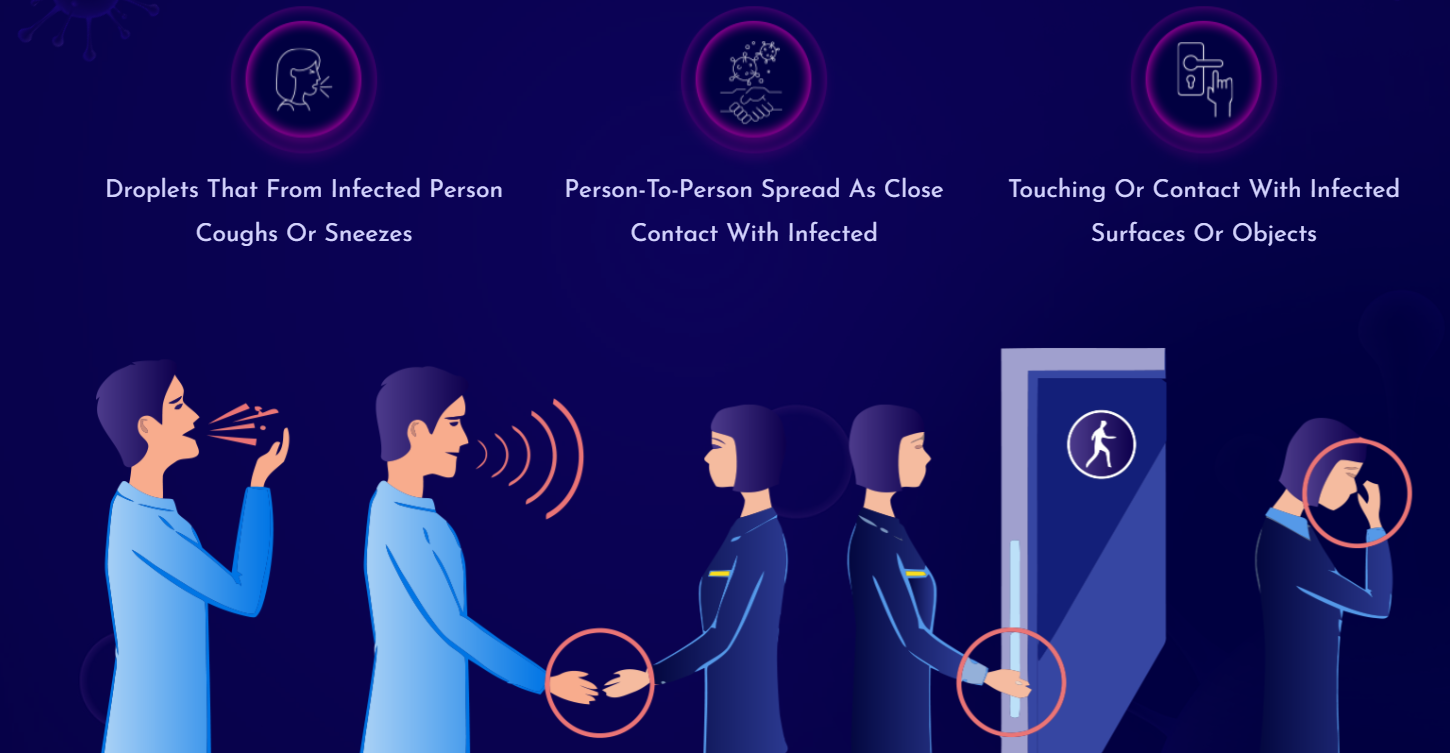 Droplets That From Infected Person
Coughs Or Sneezes
Person-To-Person Spread As Close
Contact With Infected
Touching Or Contact With Infected
Surfaces Or Objects